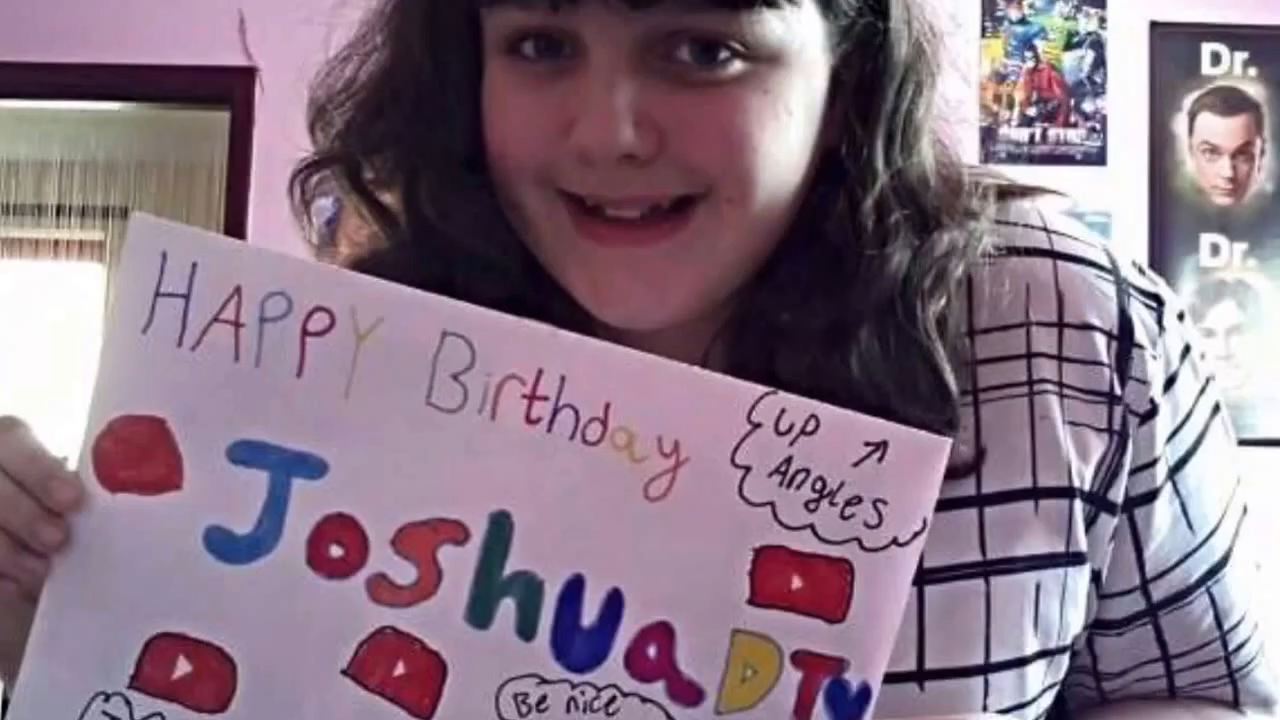 Dr.
Dr.
HAPPY Birthday
UP
Angles
JoshuaDTV
Be nice